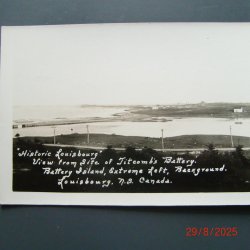 "Historic Louisbourg"
View from Site of Titcomb's Battery.
Battery Island, Extreme Left, Background.
Louisbourg, N.S. Canada.
29/8/2025